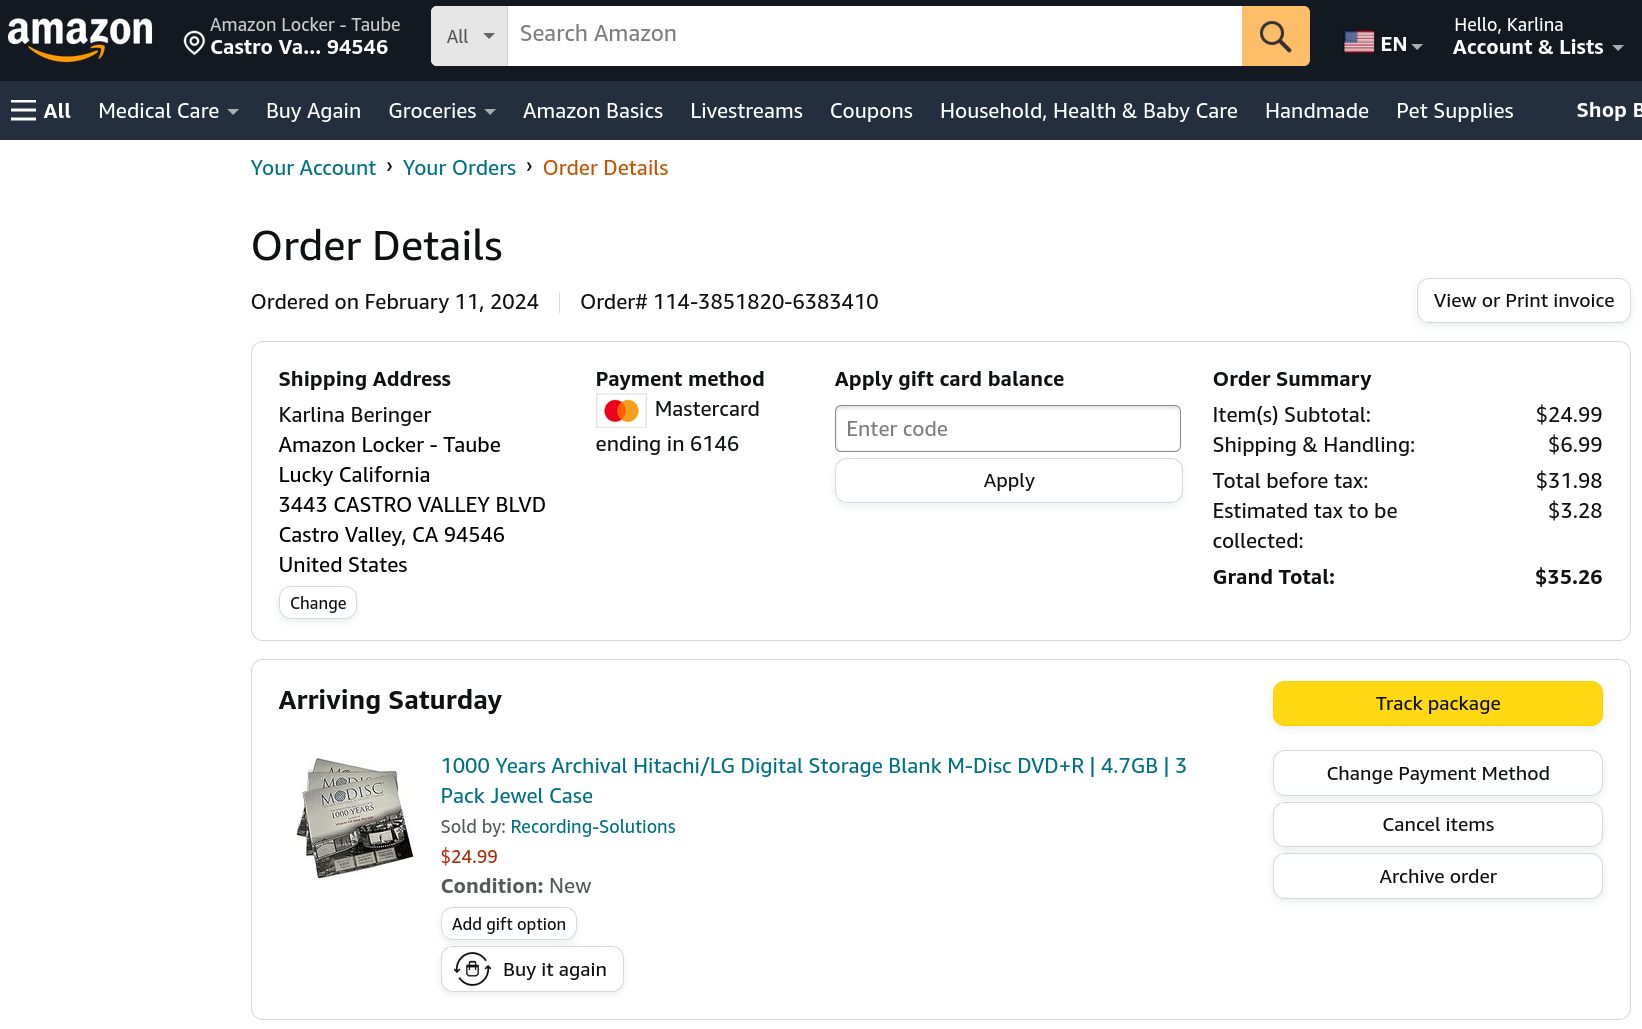 amazon
Amazon Locker - Taube
Castro Va... 94546
All
Search Amazon
EN
Hello, Karlina
Account & Lists
All
Medical Care
Buy Again
Groceries
Amazon Basics
Livestreams
Coupons
Household, Health & Baby Care
Handmade
Pet Supplies
Shop
Your Account › Your Orders › Order Details
Order Details
Ordered on February 11, 2024
Order# 114-3851820-6383410
View or Print invoice
Shipping Address
Karlina Beringer
Amazon Locker - Taube
Lucky California
3443 CASTRO VALLEY BLVD
Castro Valley, CA 94546
United States
Change
Payment method
Mastercard
ending in 6146
Apply gift card balance
Enter code
Apply
Order Summary
Item(s) Subtotal: $24.99
Shipping & Handling: $6.99
Total before tax: $31.98
Estimated tax to be
collected: $3.28
Grand Total: $35.26
Arriving Saturday
MODISC
1000 YEARS
1000 Years Archival Hitachi/LG Digital Storage Blank M-Disc DVD+R | 4.7GB | 3
Pack Jewel Case
Sold by: Recording-Solutions
$24.99
Condition: New
Add gift option
Buy it again
Track package
Change Payment Method
Cancel items
Archive order